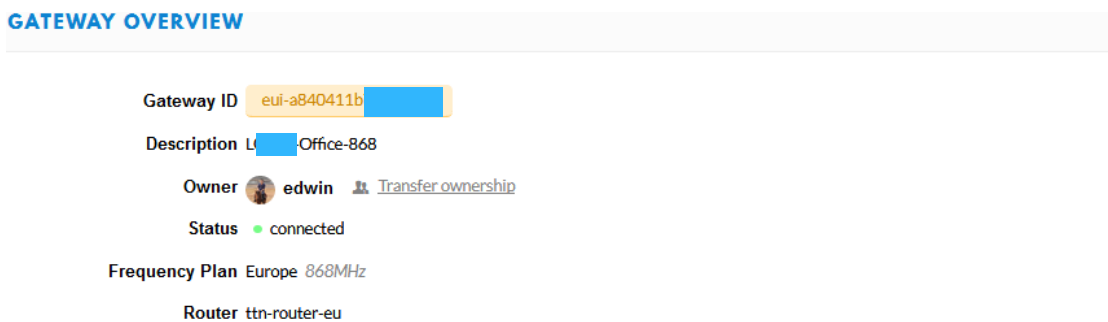 GATEWAY OVERVIEW
Gateway ID eui-a840411b
Description L -Office-868
Owner edwin Transfer ownership
Status connected
Frequency Plan Europe 868MHz
Router ttn-router-eu